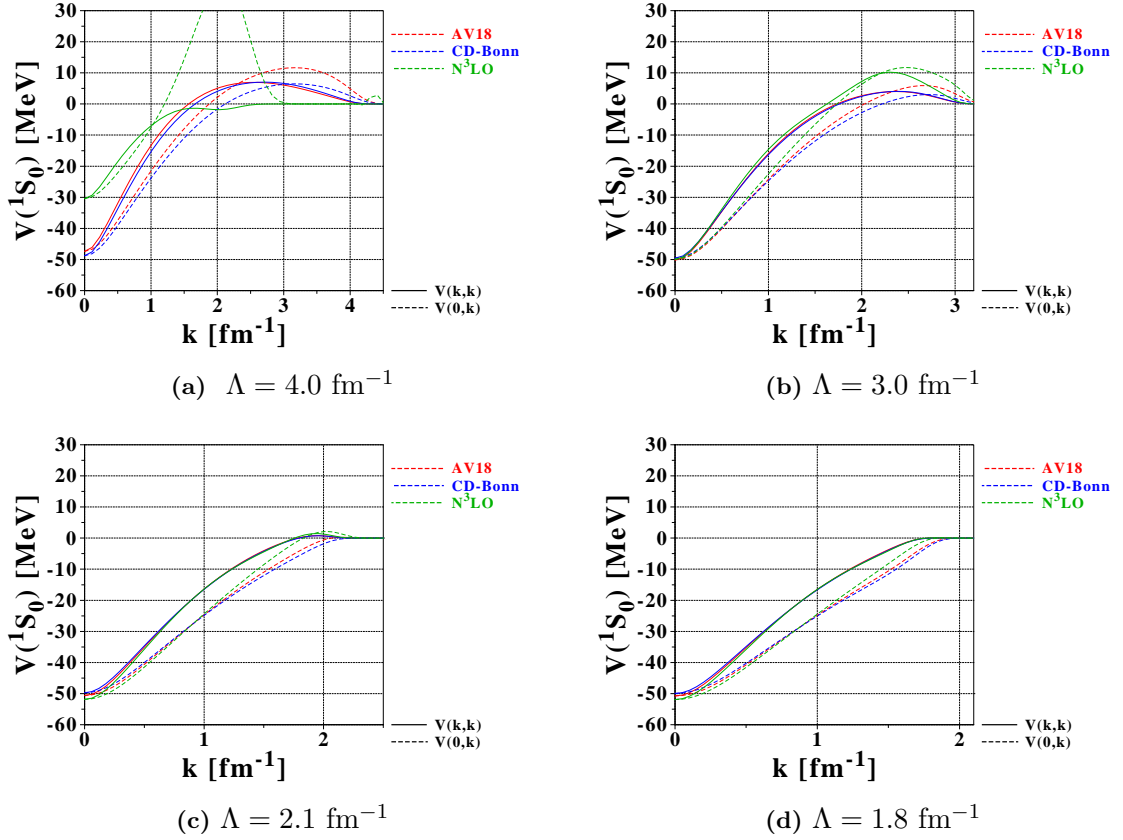 30
20
10
0
-10
-20
-30
-40
-50
-60
0 1 2 3 4
V(¹S₀) [MeV]
k [fm⁻¹]
AV18
CD-Bonn
N³LO
V(k,k)
V(0,k)
(a) Λ = 4.0 fm⁻¹
30
20
10
0
-10
-20
-30
-40
-50
-60
0 1 2 3
V(¹S₀) [MeV]
k [fm⁻¹]
AV18
CD-Bonn
N³LO
V(k,k)
V(0,k)
(b) Λ = 3.0 fm⁻¹
30
20
10
0
-10
-20
-30
-40
-50
-60
0 1 2
V(¹S₀) [MeV]
k [fm⁻¹]
AV18
CD-Bonn
N³LO
V(k,k)
V(0,k)
(c) Λ = 2.1 fm⁻¹
30
20
10
0
-10
-20
-30
-40
-50
-60
0 1 2
V(¹S₀) [MeV]
k [fm⁻¹]
AV18
CD-Bonn
N³LO
V(k,k)
V(0,k)
(d) Λ = 1.8 fm⁻¹